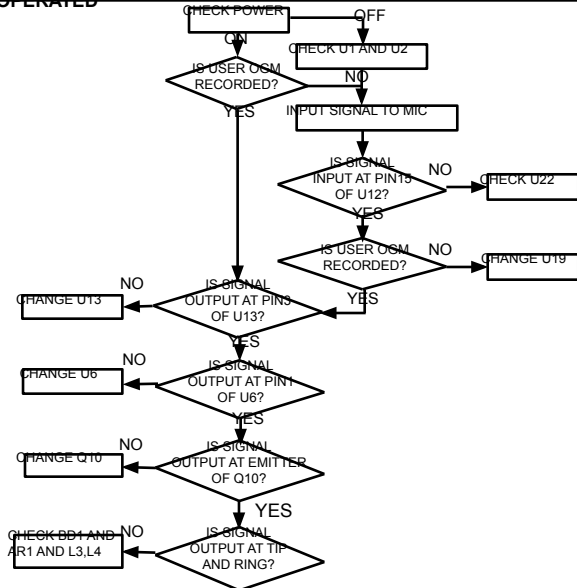 OPERATED
CHECK POWER
OFF
ON
CHECK U1 AND U2
IS USER OGM
RECORDED?
NO
YES
INPUT SIGNAL TO MIC
IS SIGNAL
INPUT AT PIN15
OF U12?
NO
CHECK U22
YES
IS USER OGM
RECORDED?
NO
CHANGE U19
YES
IS SIGNAL
OUTPUT AT PIN3
OF U13?
NO
CHANGE U13
YES
IS SIGNAL
OUTPUT AT PIN1
OF U6?
NO
CHANGE U6
YES
IS SIGNAL
OUTPUT AT EMITTER
OF Q10?
NO
CHANGE Q10
YES
IS SIGNAL
OUTPUT AT TIP
AND RING?
NO
CHECK BD1 AND
AR1 AND L3,L4